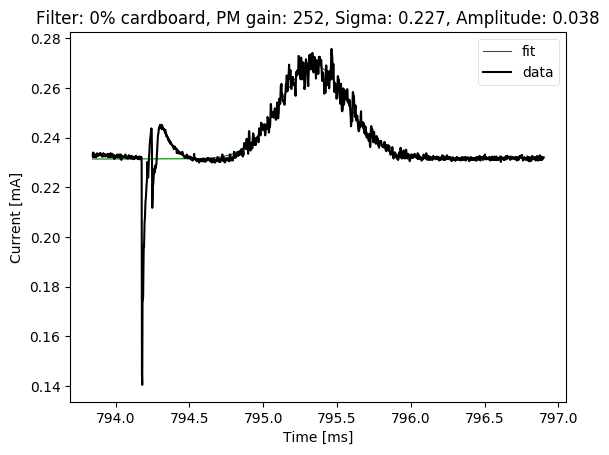 Filter: 0% cardboard, PM gain: 252, Sigma: 0.227, Amplitude: 0.038
fit
data
0.28
0.26
0.24
0.22
0.20
0.18
0.16
0.14
Current [mA]
794.0 794.5 795.0 795.5 796.0 796.5 797.0
Time [ms]